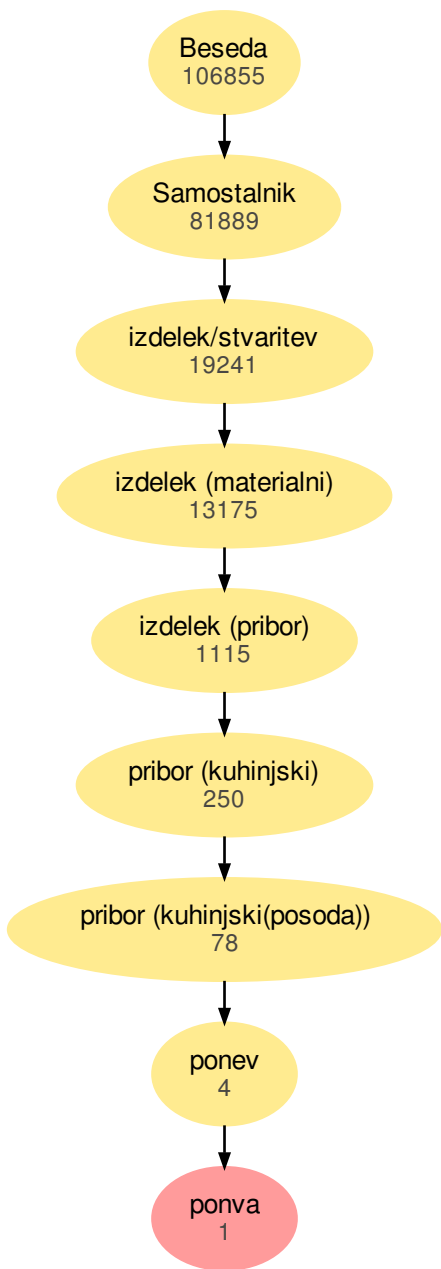 Beseda
106855
Samostalnik
81889
izdelek/stvaritev
19241
izdelek (materialni)
13175
izdelek (pribor)
1115
pribor (kuhinjski)
250
pribor (kuhinjski(posoda))
78
ponev
4
ponva
1